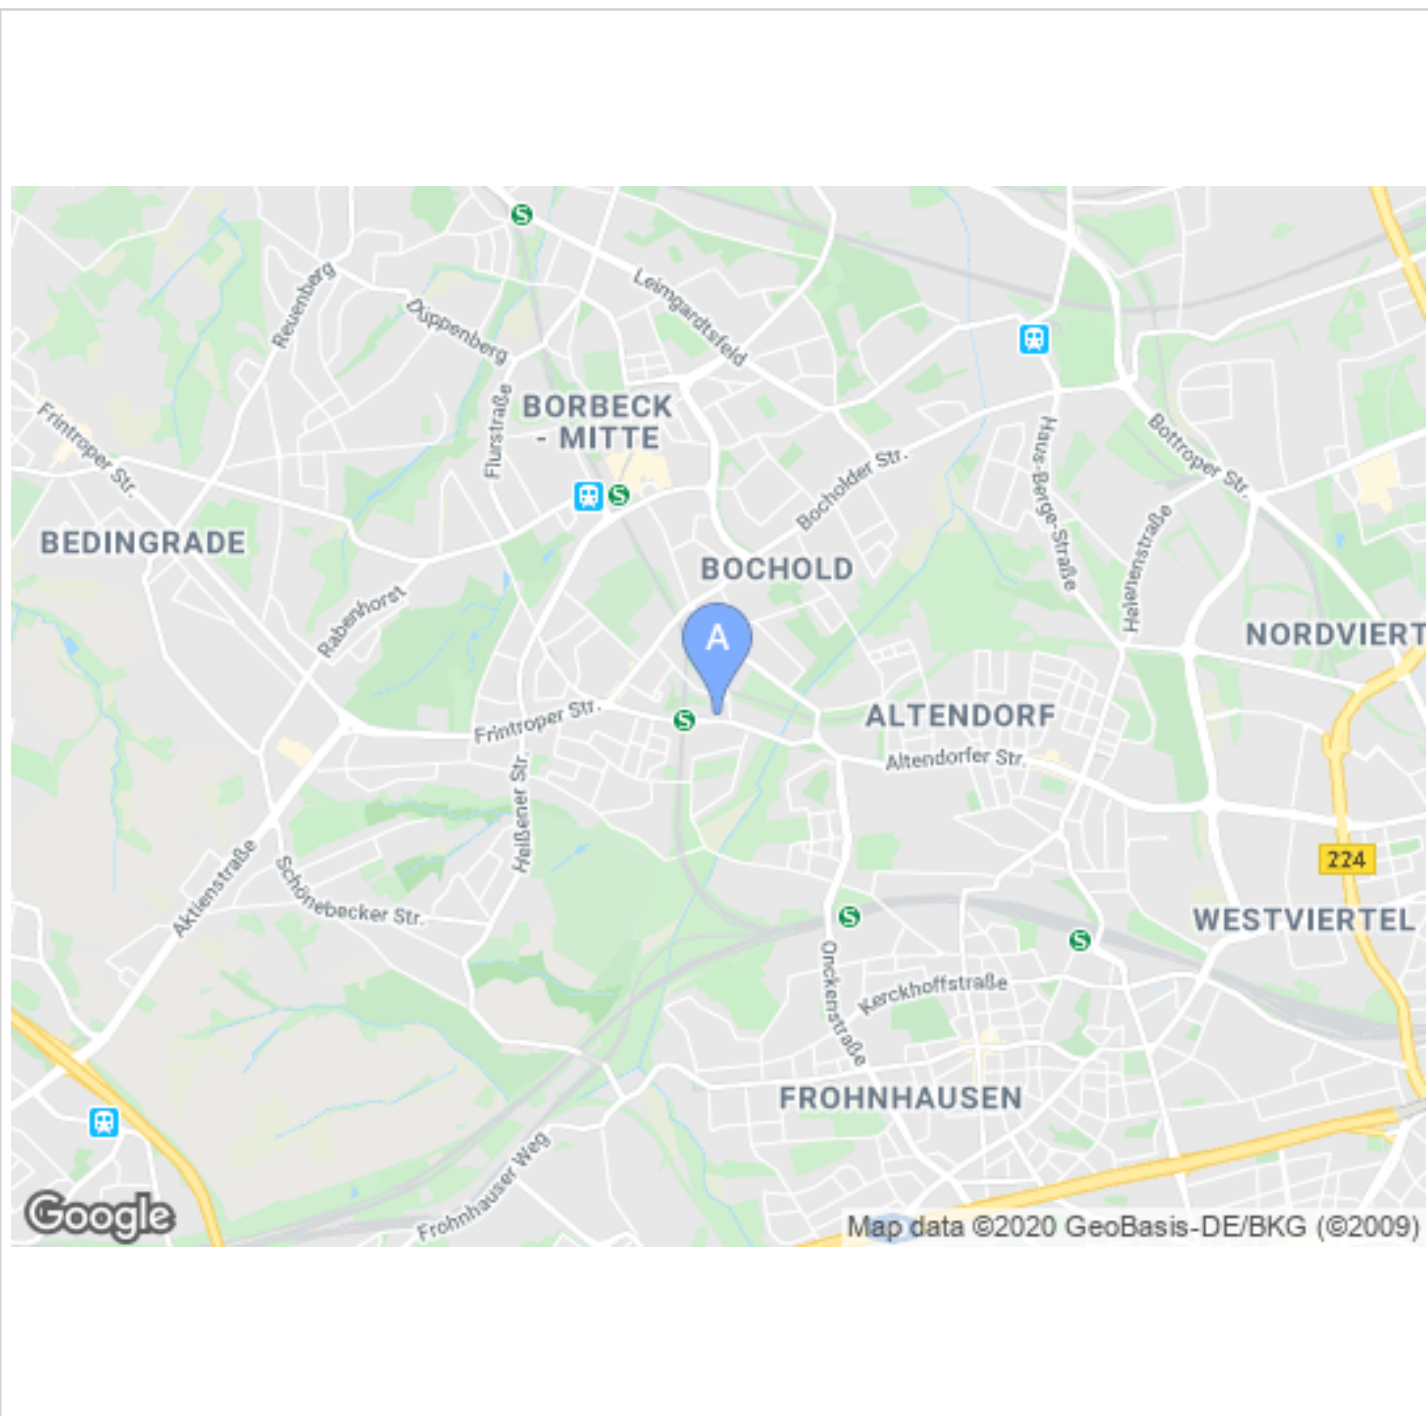 S
Reuenberg
Leimgardtsfeld
Düppenberg
Flurstraße
BORBECK
- MITTE
Frintroper Str.
Haus-Berge-Straße
Bottroper Str.
Bocholder Str.
S
BEDINGRADE
BOCHOLD
Helenenstraße
Rabenhorst
A
NORDVIERT
Frintroper Str.
S
ALTENDORF
Altendorfer Str.
Heißener Str.
224
Aktienstraße
Schönebecker Str.
S
WESTVIERTEL
S
Onckenstraße
Kerckhoffstraße
FROHNHAUSEN
Frohnhauser Weg
Google
Map data ©2020 GeoBasis-DE/BKG (©2009)